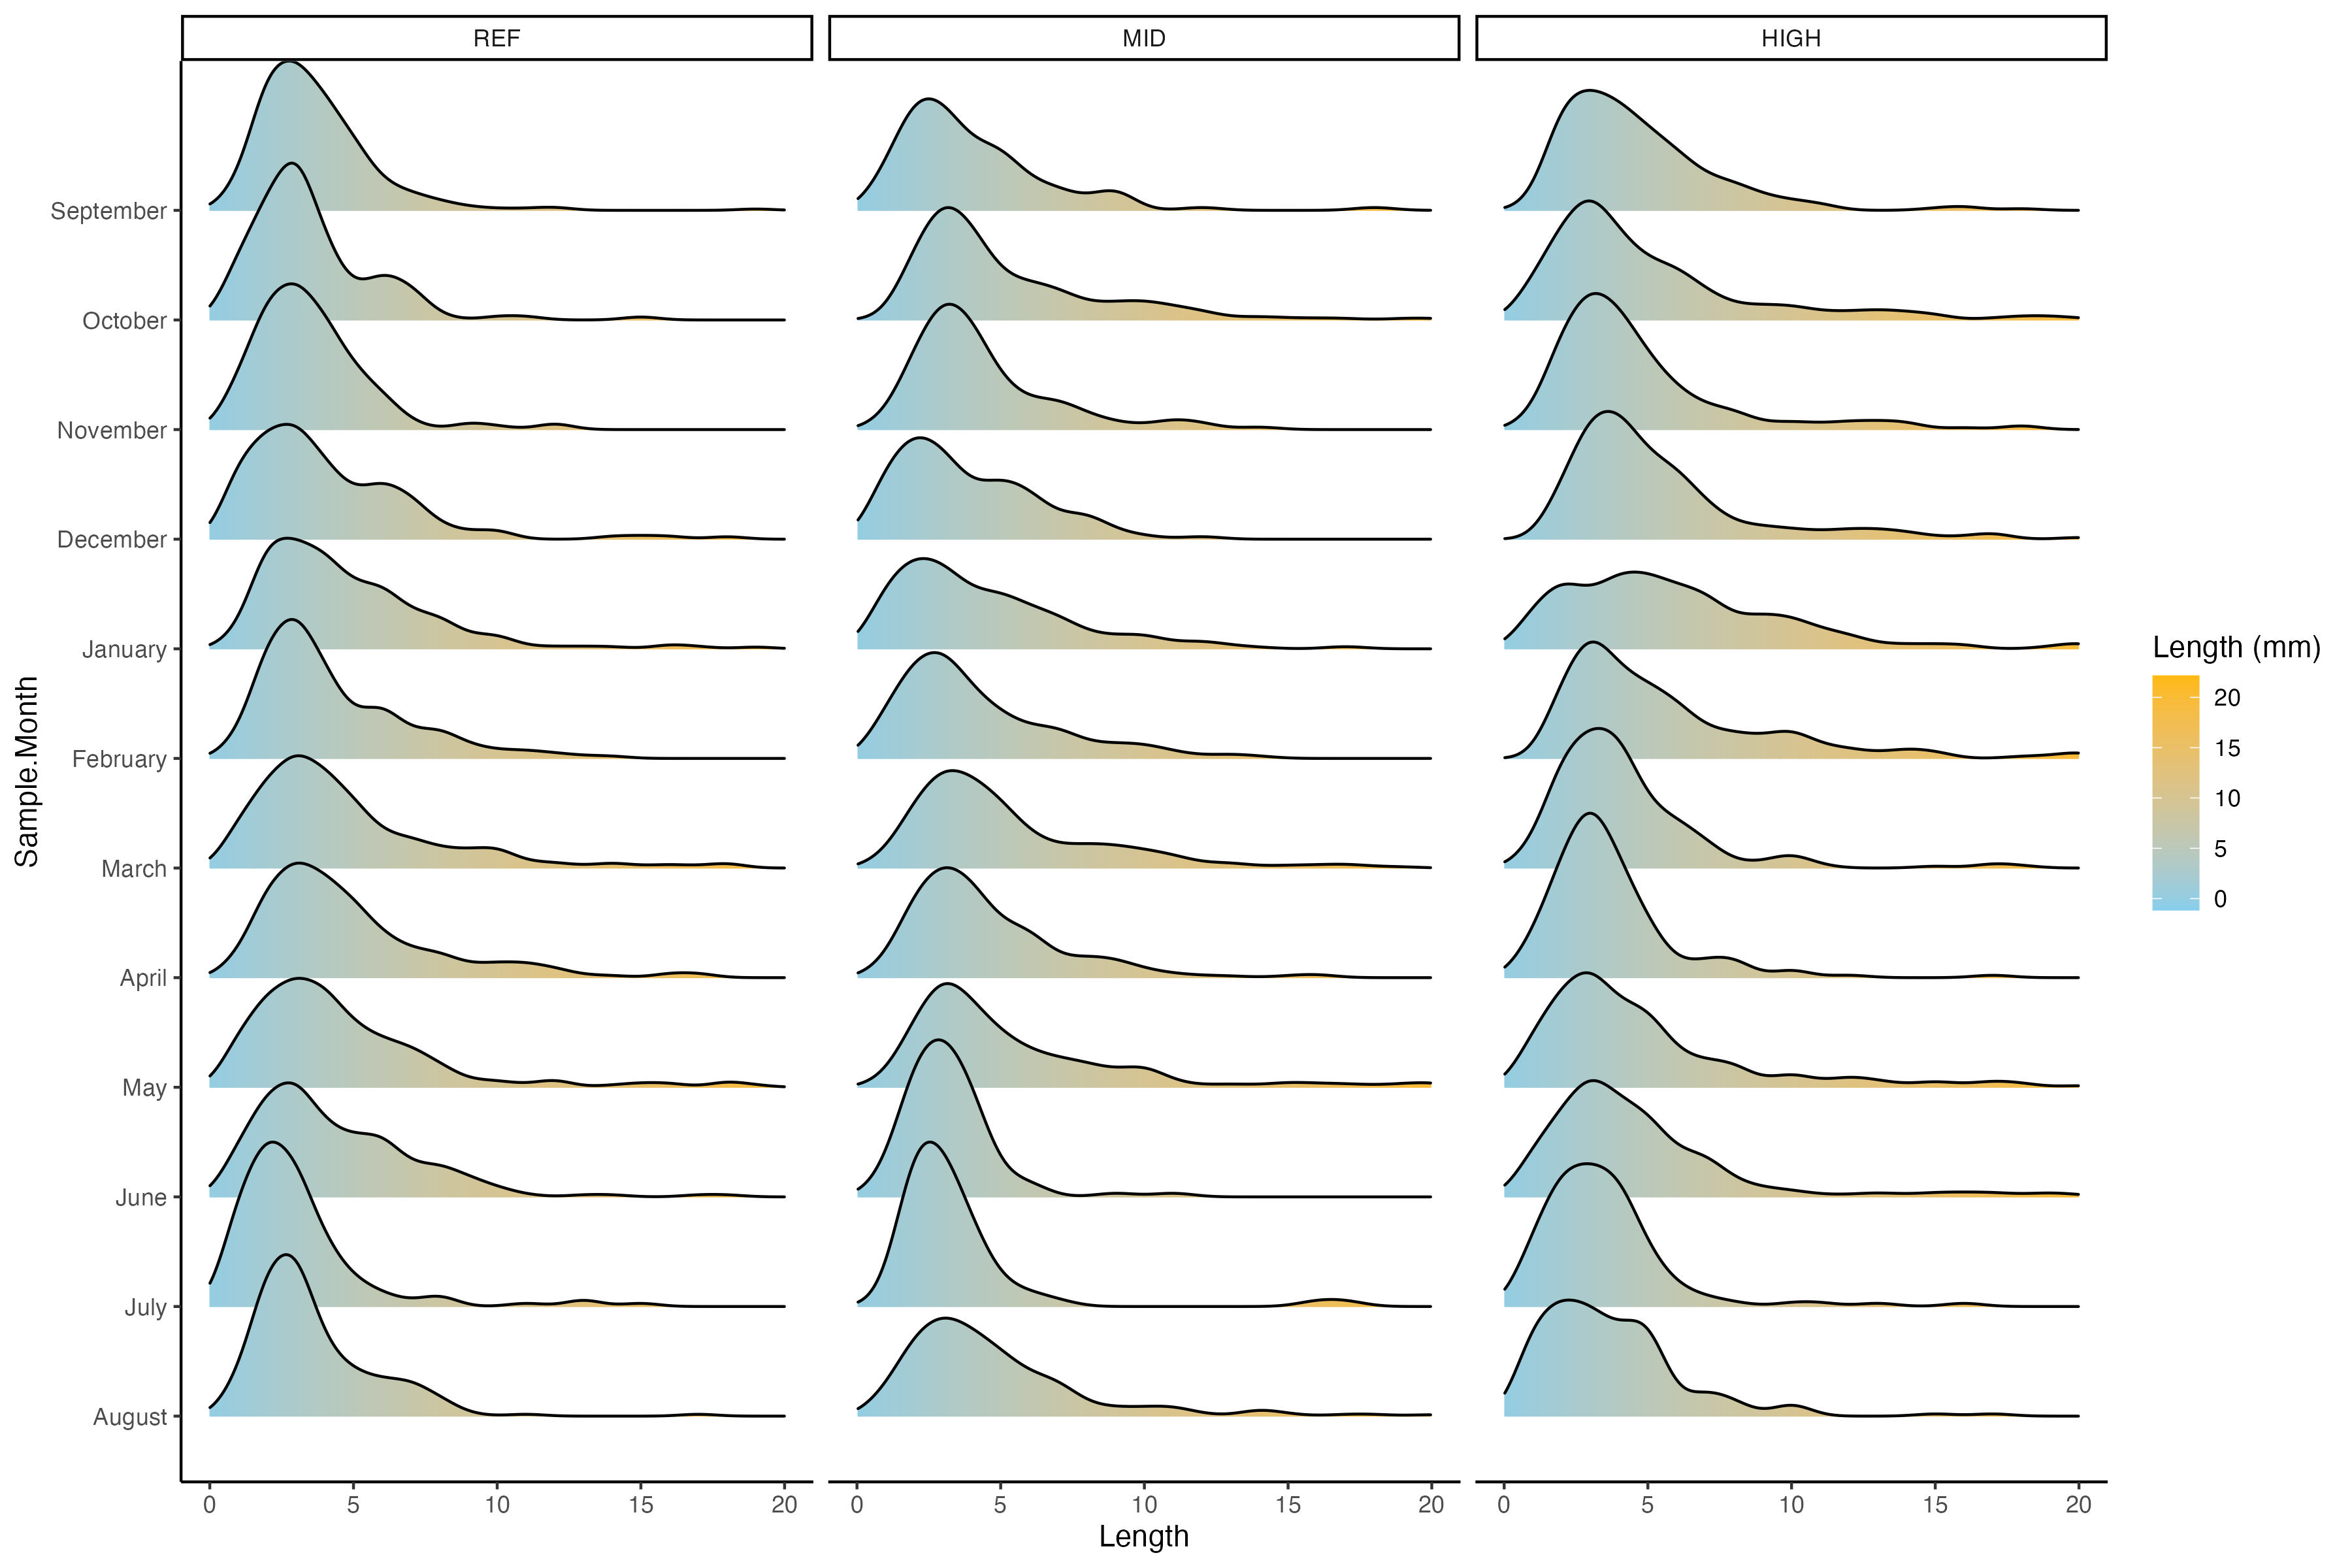 REF MID HIGH
September
October
November
December
January
February
March
April
May
June
July
August
Sample.Month
0 5 10 15 20 0 5 10 15 20 0 5 10 15 20
Length
Length (mm)
20
15
10
5
0